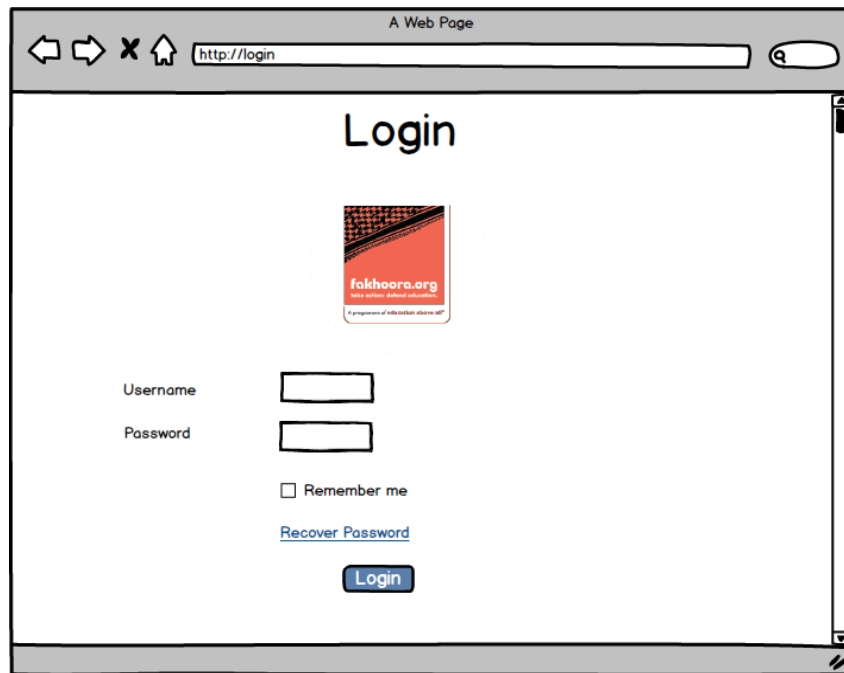 A Web Page
http://login
Login
fakhoora.org
take action: defend education.
A programme of education above all
Username
Password
Remember me
Recover Password
Login